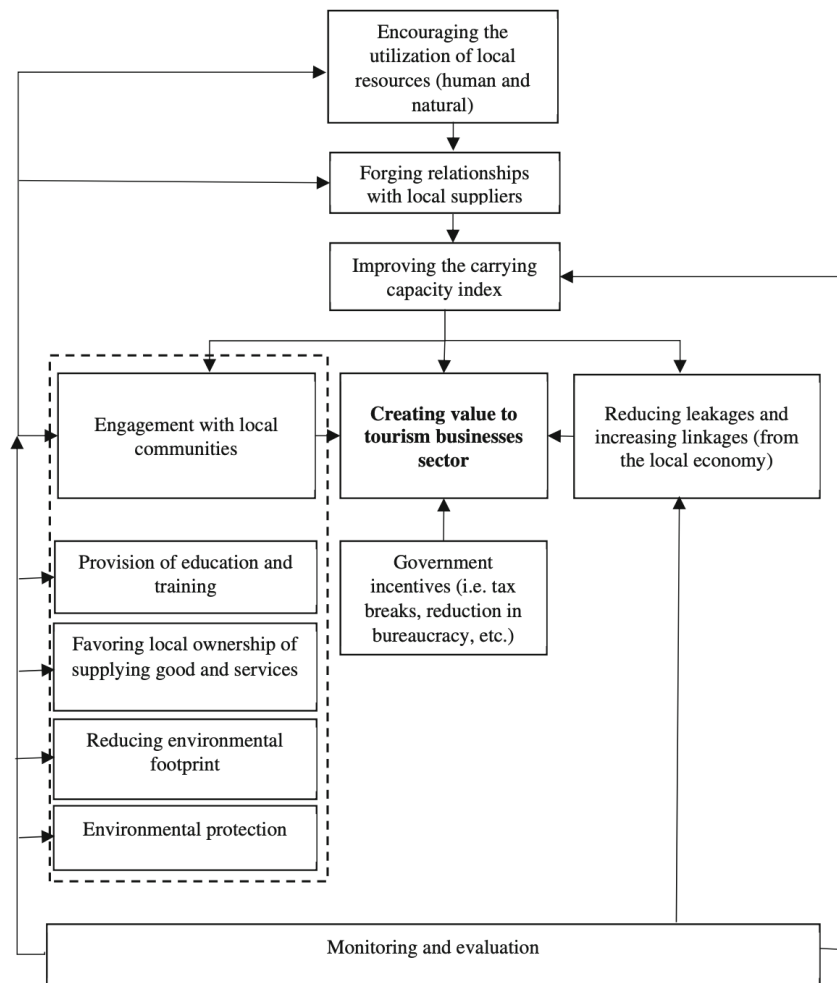 Encouraging the
utilization of local
resources (human and
natural)
Forging relationships
with local suppliers
Improving the carrying
capacity index
Engagement with local
communities
Creating value to
tourism businesses
sector
Reducing leakages and
increasing linkages (from
the local economy)
Provision of education and
training
Government
incentives (i.e. tax
breaks, reduction in
bureaucracy, etc.)
Favoring local ownership of
supplying good and services
Reducing environmental
footprint
Environmental protection
Monitoring and evaluation